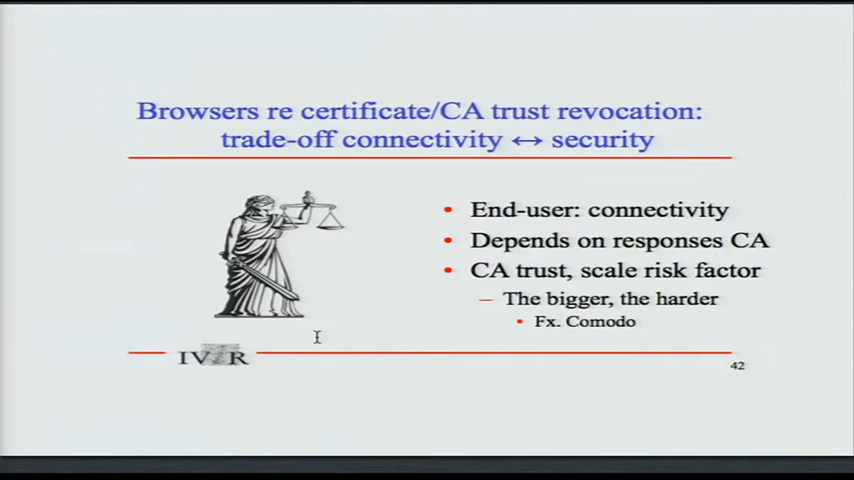 Browsers re certificate/CA trust revocation:
trade-off connectivity ↔ security
• End-user: connectivity
• Depends on responses CA
• CA trust, scale risk factor
– The bigger, the harder
• Fx. Comodo
IViR
42